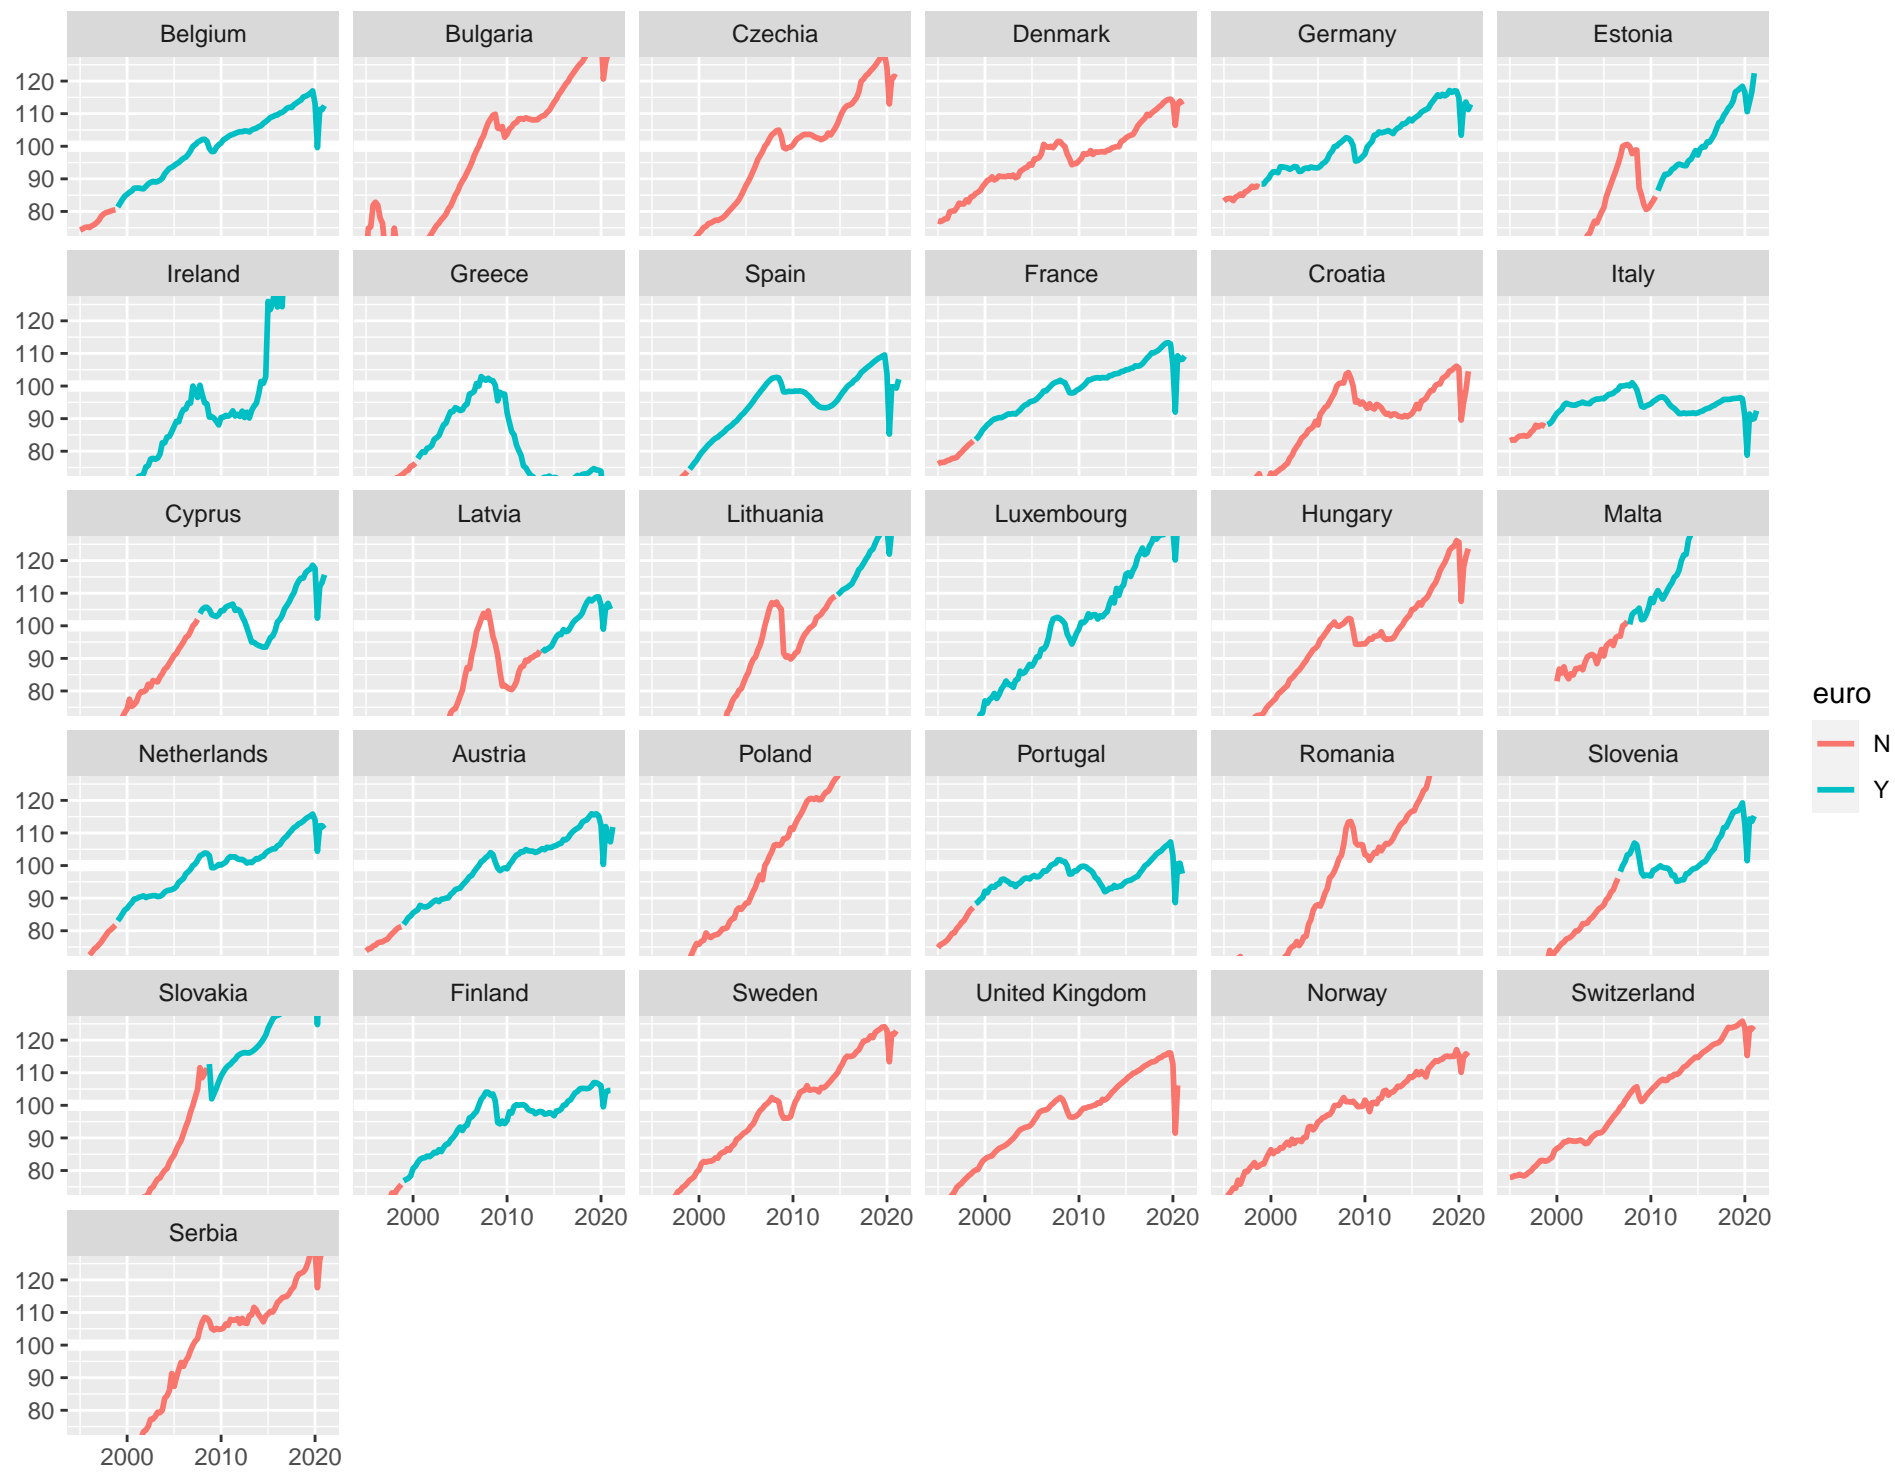 Belgium Bulgaria Czechia Denmark Germany Estonia
120
110
100
90
80
Ireland Greece Spain France Croatia Italy
120
110
100
90
80
Cyprus Latvia Lithuania Luxembourg Hungary Malta
120
110
100
90
80
euro
N
Y
Netherlands Austria Poland Portugal Romania Slovenia
120
110
100
90
80
Slovakia Finland Sweden United Kingdom Norway Switzerland
120
110
100
90
80
2000 2010 2020 2000 2010 2020 2000 2010 2020 2000 2010 2020 2000 2010 2020
Serbia
120
110
100
90
80
2000 2010 2020